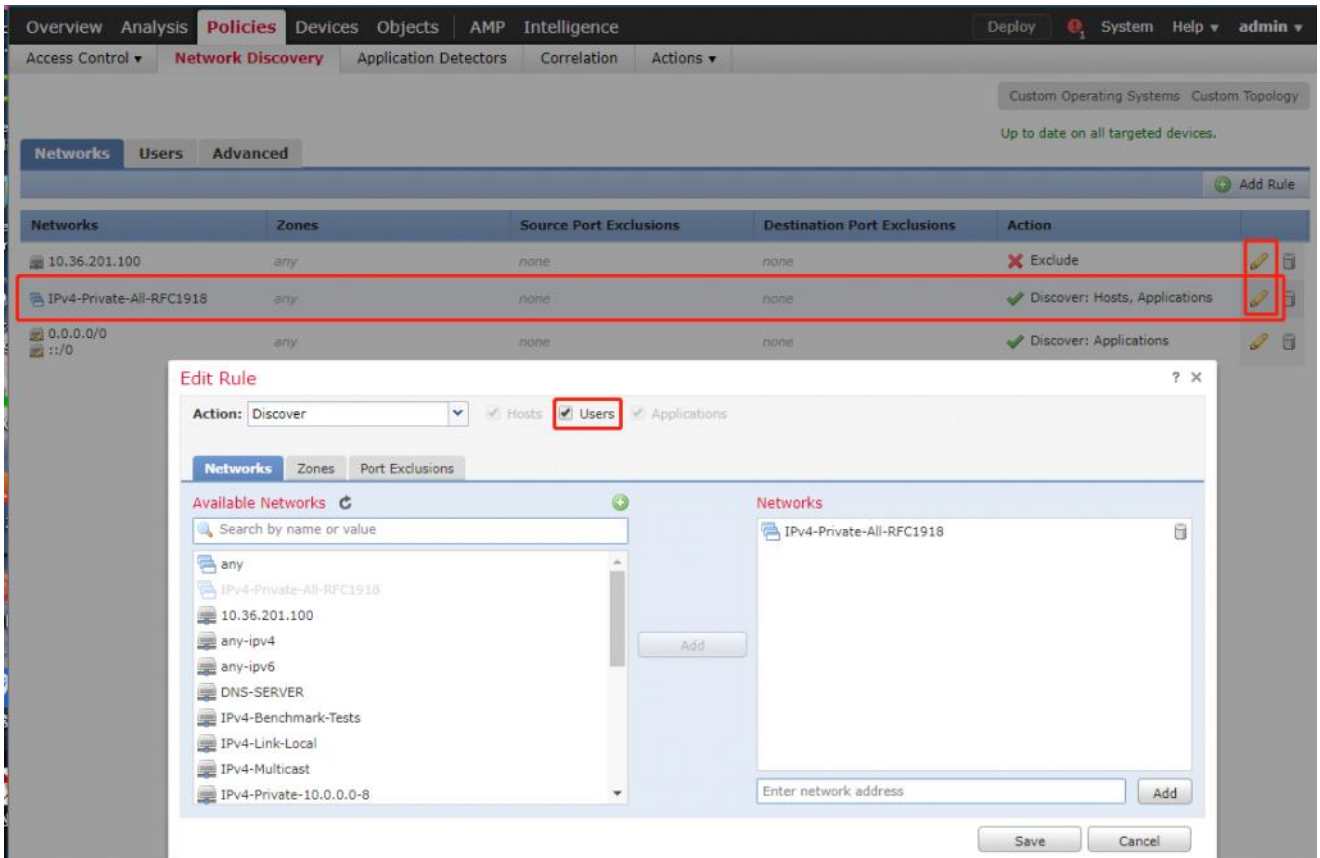 Overview Analysis Policies Devices Objects AMP Intelligence Deploy 1 System Help admin
Access Control Network Discovery Application Detectors Correlation Actions
Custom Operating Systems Custom Topology
Up to date on all targeted devices.
Networks Users Advanced
Add Rule
Networks Zones Source Port Exclusions Destination Port Exclusions Action
10.36.201.100 any none none Exclude
IPv4-Private-All-RFC1918 any none none Discover: Hosts, Applications
0.0.0.0/0
::/0 any none none Discover: Applications
Edit Rule ?
Action: Discover Hosts Users Applications
Networks Zones Port Exclusions
Available Networks Networks
Search by name or value IPv4-Private-All-RFC1918
any
IPv4-Private-All-RFC1918
10.36.201.100
any-ipv4
Add
any-ipv6
DNS-SERVER
IPv4-Benchmark-Tests
IPv4-Link-Local
IPv4-Multicast
IPv4-Private-10.0.0.0-8 Enter network address Add
Save Cancel